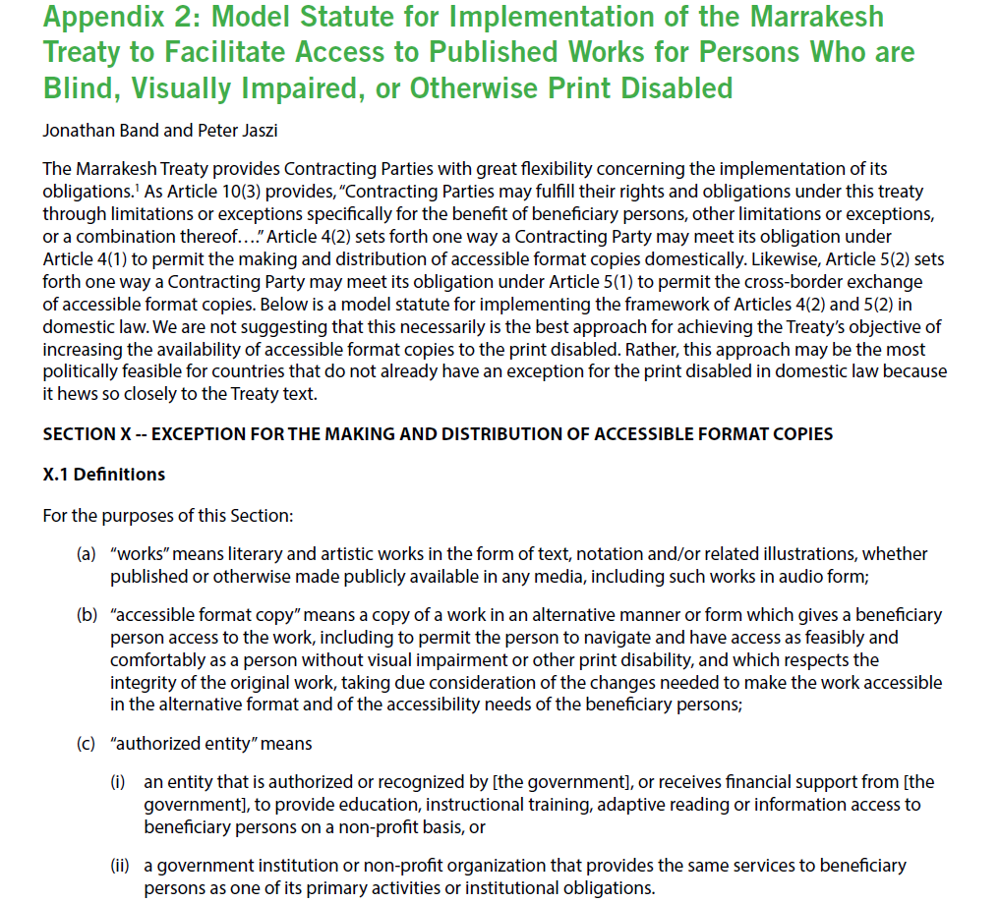 Appendix 2: Model Statute for Implementation of the Marrakesh
Treaty to Facilitate Access to Published Works for Persons Who are
Blind, Visually Impaired, or Otherwise Print Disabled
Jonathan Band and Peter Jaszi
The Marrakesh Treaty provides Contracting Parties with great flexibility concerning the implementation of its
obligations.¹ As Article 10(3) provides, “Contracting Parties may fulfill their rights and obligations under this treaty
through limitations or exceptions specifically for the benefit of beneficiary persons, other limitations or exceptions,
or a combination thereof….” Article 4(2) sets forth one way a Contracting Party may meet its obligation under
Article 4(1) to permit the making and distribution of accessible format copies domestically. Likewise, Article 5(2) sets
forth one way a Contracting Party may meet its obligation under Article 5(1) to permit the cross-border exchange
of accessible format copies. Below is a model statute for implementing the framework of Articles 4(2) and 5(2) in
domestic law. We are not suggesting that this necessarily is the best approach for achieving the Treaty’s objective of
increasing the availability of accessible format copies to the print disabled. Rather, this approach may be the most
politically feasible for countries that do not already have an exception for the print disabled in domestic law because
it hews so closely to the Treaty text.
SECTION X -- EXCEPTION FOR THE MAKING AND DISTRIBUTION OF ACCESSIBLE FORMAT COPIES
X.1 Definitions
For the purposes of this Section:
(a) “works” means literary and artistic works in the form of text, notation and/or related illustrations, whether
published or otherwise made publicly available in any media, including such works in audio form;
(b) “accessible format copy” means a copy of a work in an alternative manner or form which gives a beneficiary
person access to the work, including to permit the person to navigate and have access as feasibly and
comfortably as a person without visual impairment or other print disability, and which respects the
integrity of the original work, taking due consideration of the changes needed to make the work accessible
in the alternative format and of the accessibility needs of the beneficiary persons;
(c) “authorized entity” means
(i) an entity that is authorized or recognized by [the government], or receives financial support from [the
government], to provide education, instructional training, adaptive reading or information access to
beneficiary persons on a non-profit basis, or
(ii) a government institution or non-profit organization that provides the same services to beneficiary
persons as one of its primary activities or institutional obligations.